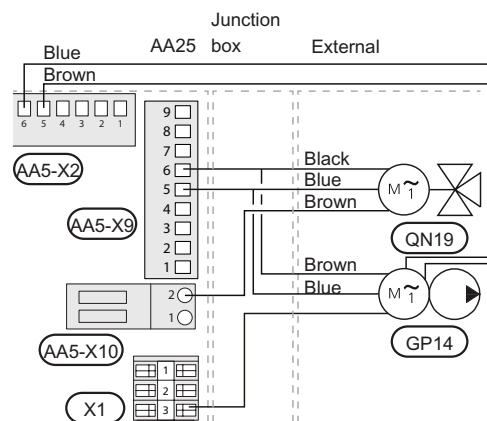 Junction
AA25 box External
Blue
Brown
6 5 4 3 2 1
AA5-X2
9
8
7
6
5
4
3
2
1
AA5-X9
Black
Blue
Brown
M ~ 1
QN19
Brown
Blue
M ~ 1
GP14
2
1
AA5-X10
1
2
3
X1